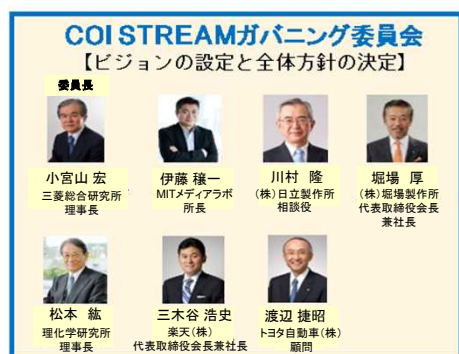 COI STREAMガバニング委員会
【ビジョンの設定と全体方針の決定】
委員長
小宮山 宏
三菱総合研究所
理事長
伊藤 穰一
MITメディアラボ
所長
川村 隆
(株)日立製作所
相談役
堀場 厚
(株)堀場製作所
代表取締役会長
兼社長
松本 紘
理化学研究所
理事長
三木谷 浩史
楽天(株)
代表取締役会長兼社長
渡辺 捷昭
トヨタ自動車(株)
顧問